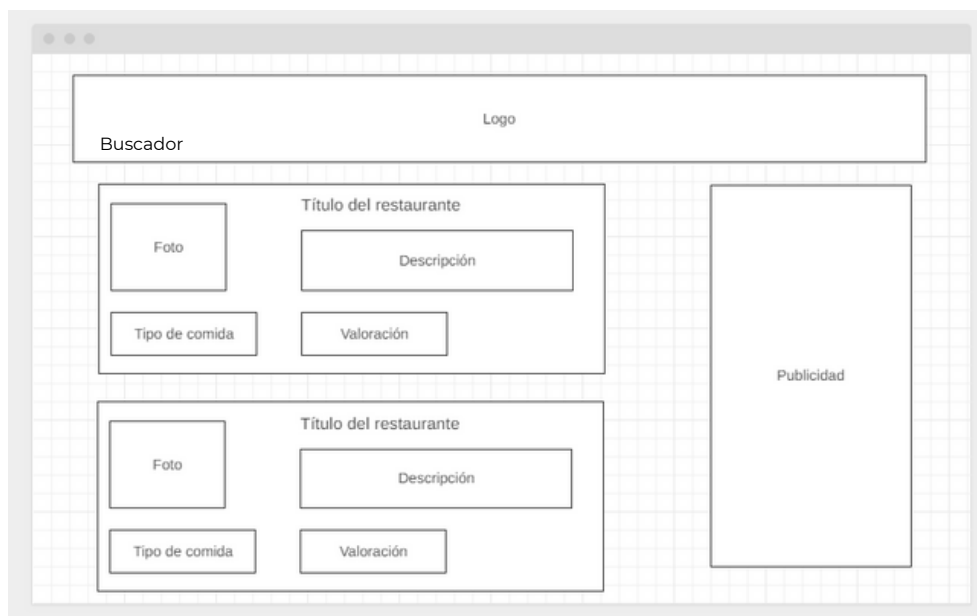 Logo
Buscador
Título del restaurante
Foto
Descripción
Tipo de comida
Valoración
Publicidad
Título del restaurante
Foto
Descripción
Tipo de comida
Valoración